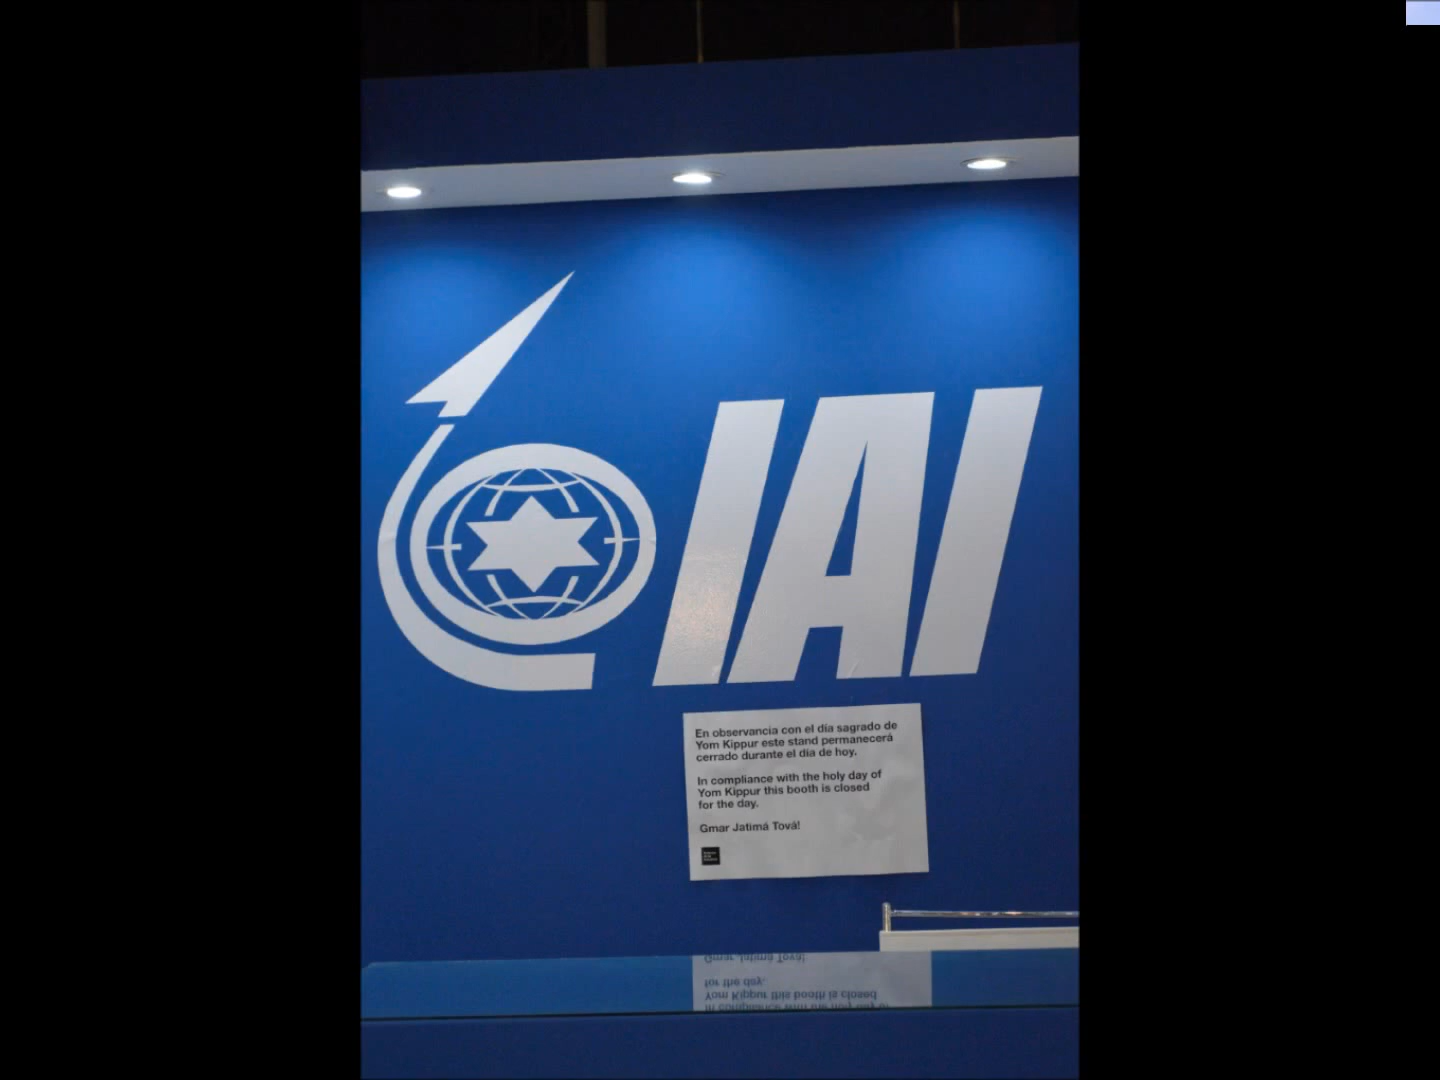 IAI
En observancia con el día sagrado de
Yom Kippur este stand permanecerá
cerrado durante el día de hoy.
In compliance with the holy day of
Yom Kippur this booth is closed
for the day.
Gmar Jatimá Tová!